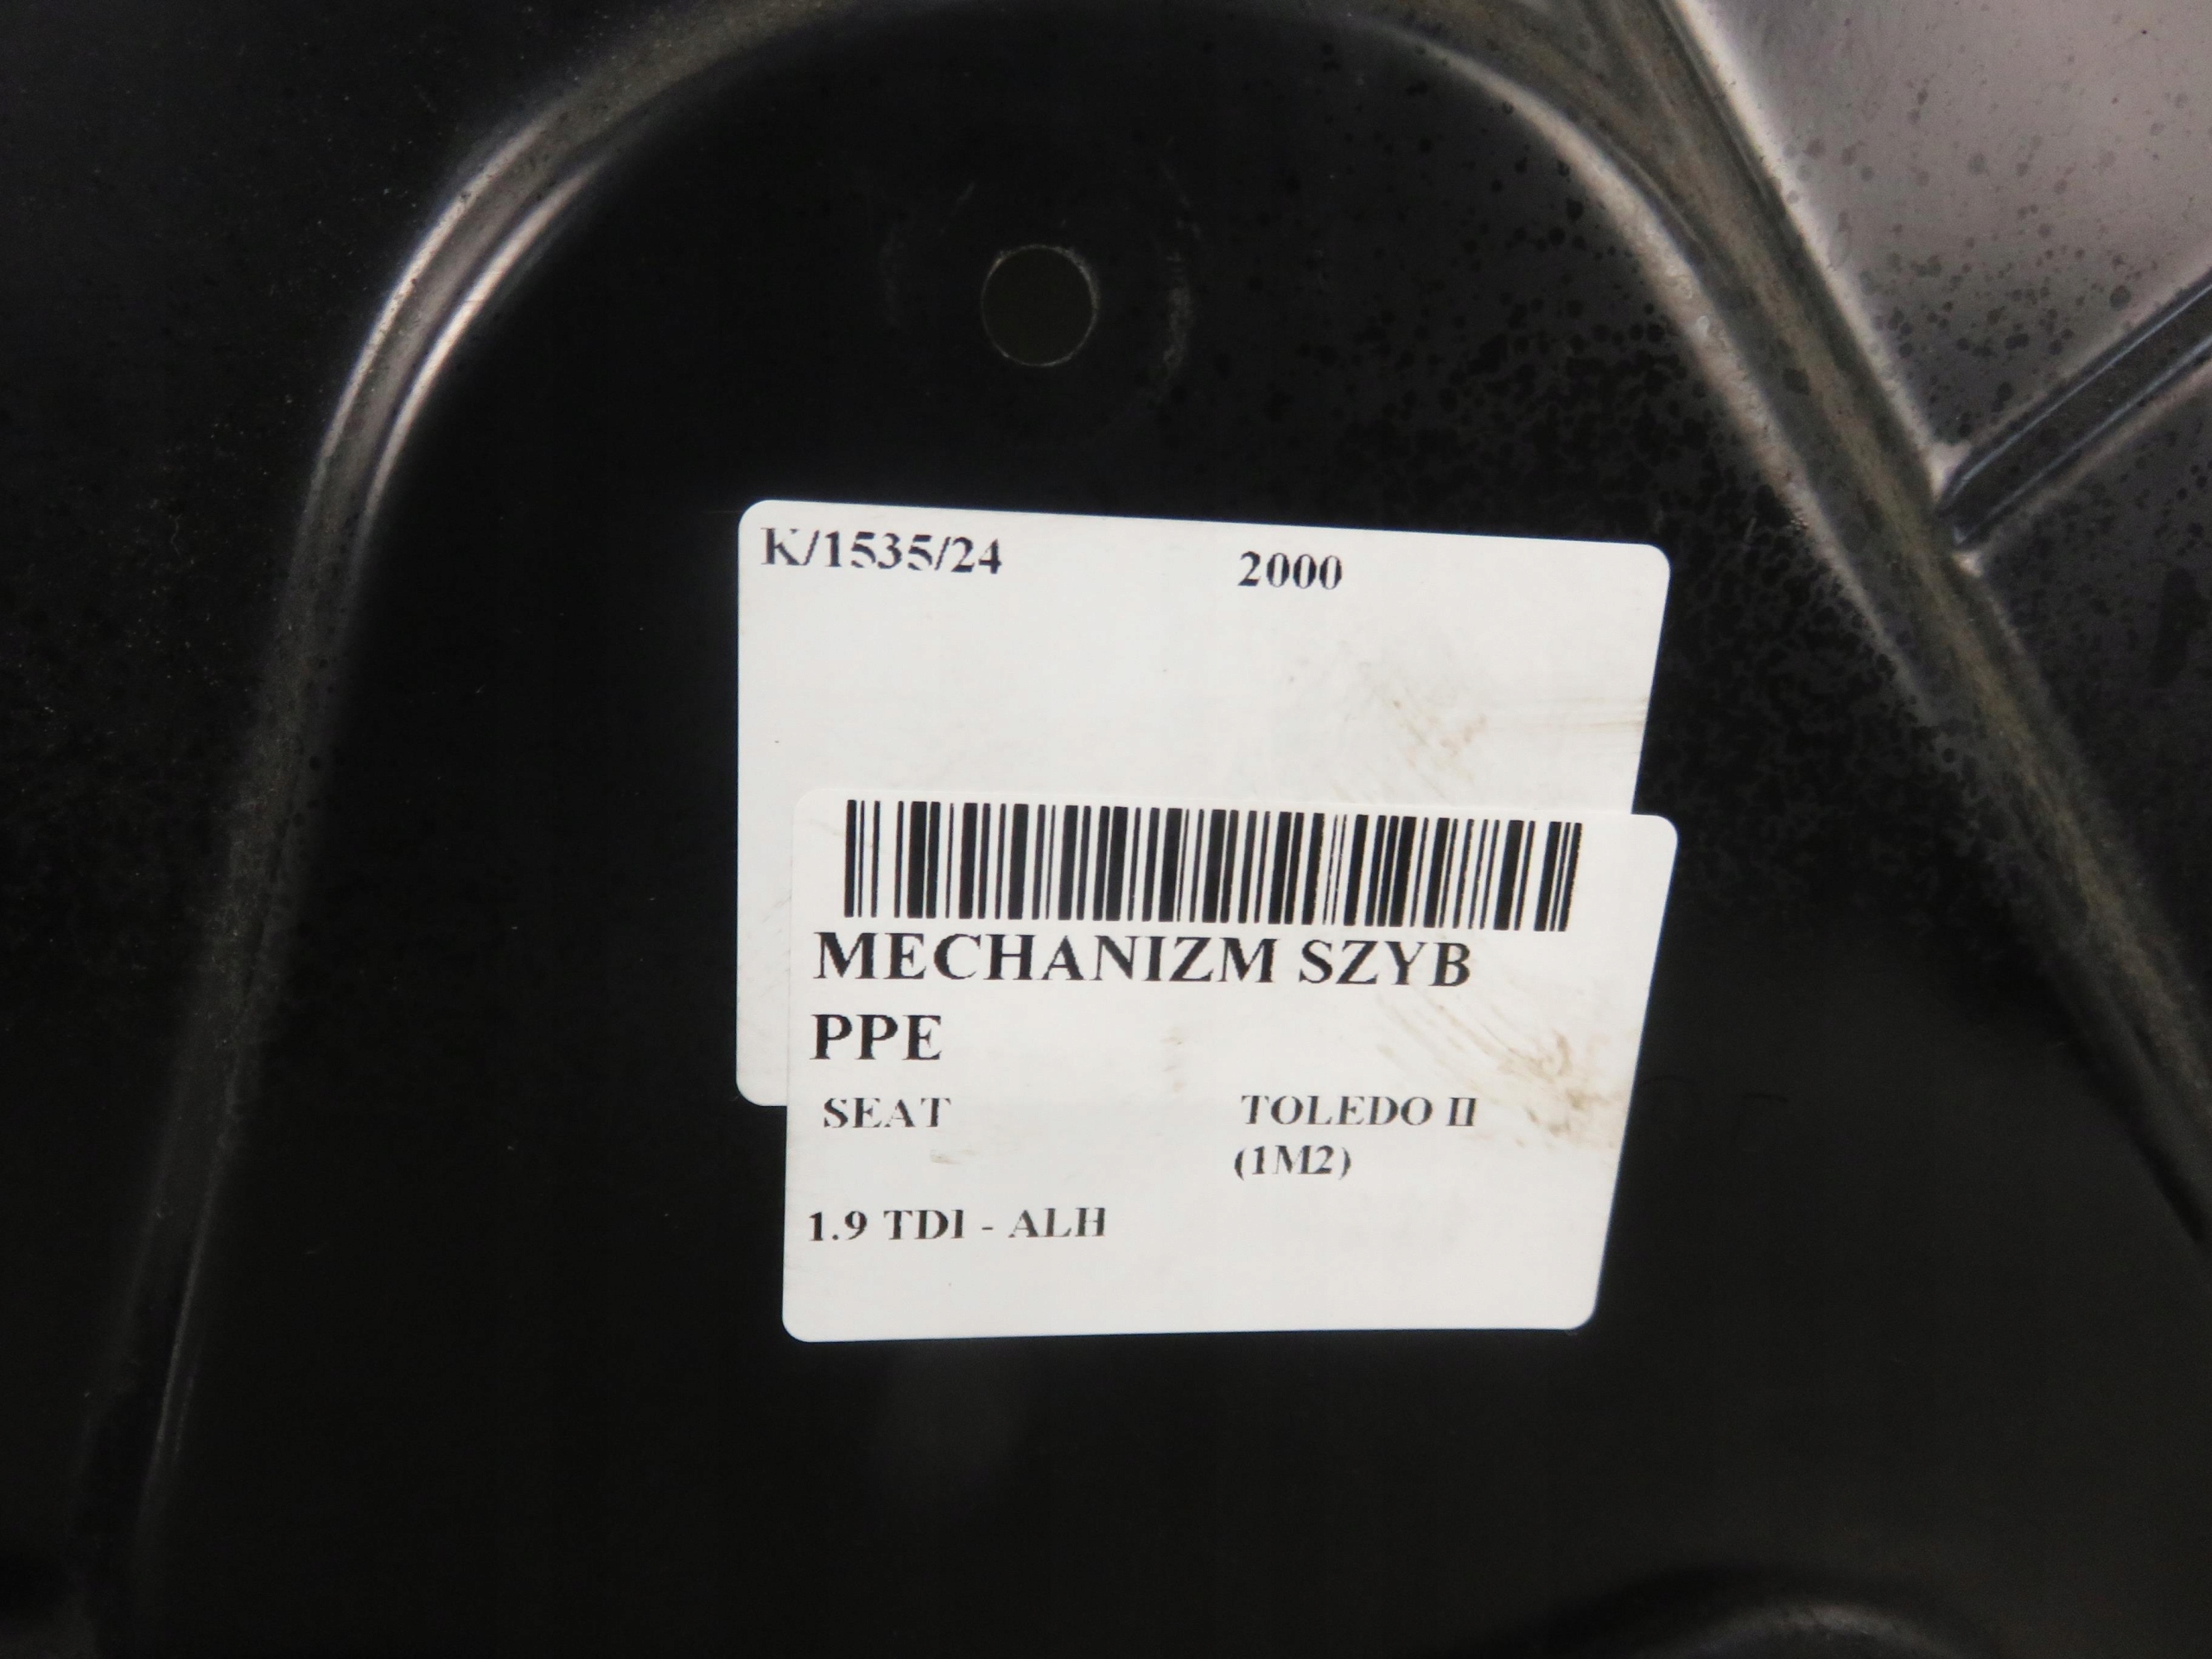 K/1535/24 2000
MECHANIZM SZYB
PPE
SEAT TOLEDO II
(1M2)
1.9 TDI - ALH